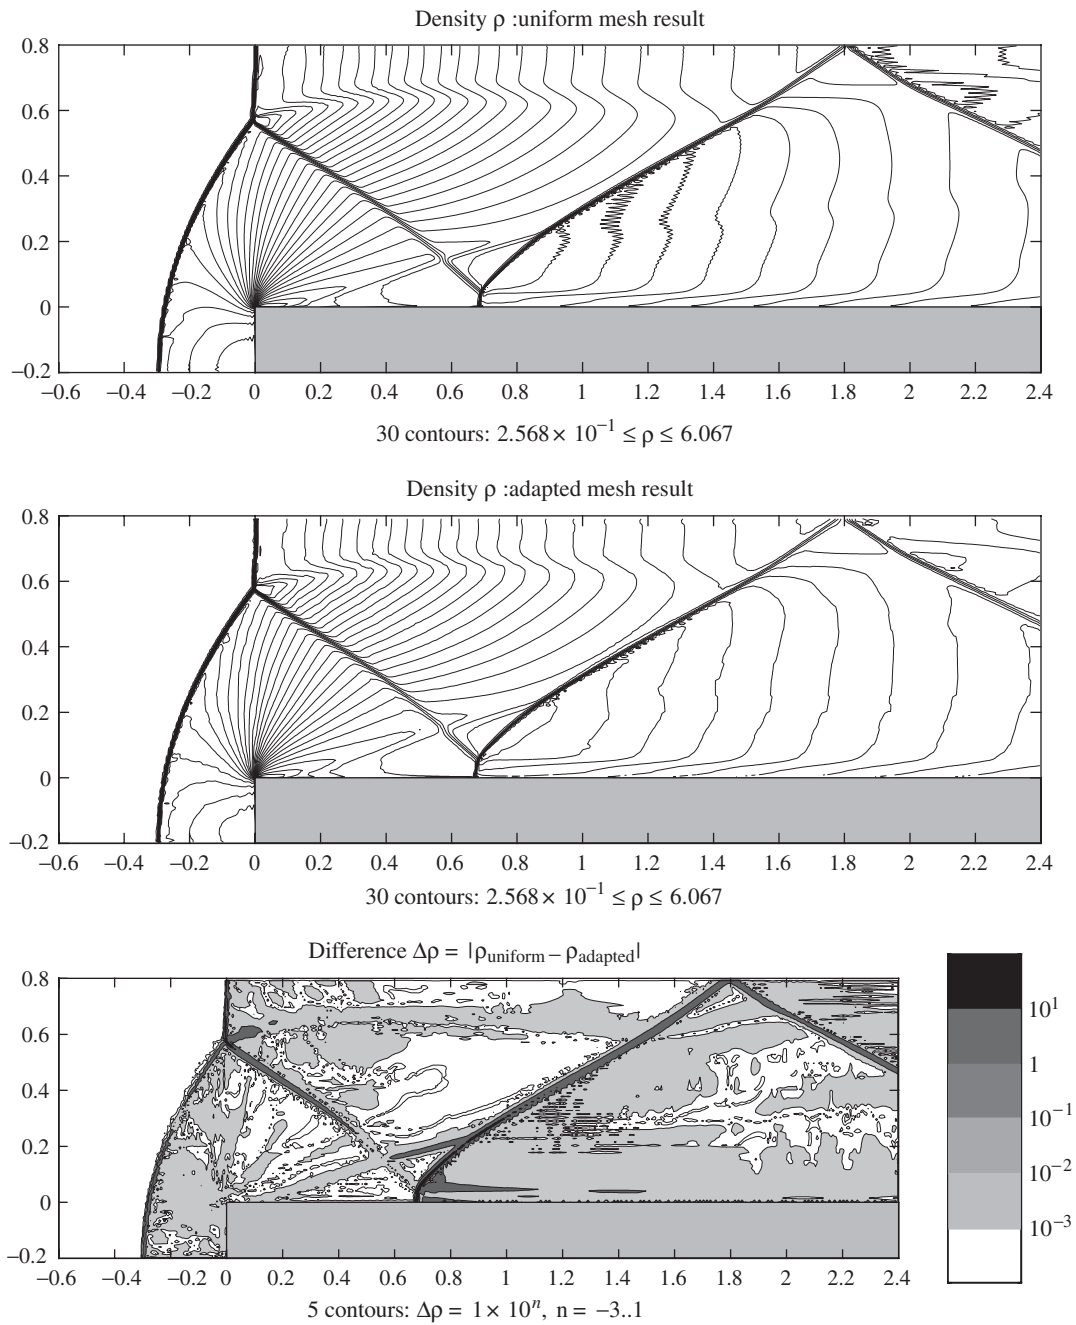 Density ρ :uniform mesh result
0.8
0.6
0.4
0.2
0
−0.2
−0.6 −0.4 −0.2 0 0.2 0.4 0.6 0.8 1 1.2 1.4 1.6 1.8 2 2.2 2.4
30 contours: 2.568× 10⁻¹ ≤ ρ ≤ 6.067
Density ρ :adapted mesh result
0.8
0.6
0.4
0.2
0
−0.2
−0.6 −0.4 −0.2 0 0.2 0.4 0.6 0.8 1 1.2 1.4 1.6 1.8 2 2.2 2.4
30 contours: 2.568× 10⁻¹ ≤ ρ ≤ 6.067
Difference Δρ = |ρuniform − ρadapted|
0.8
0.6
0.4
0.2
0
−0.2
−0.6 −0.4 −0.2 0 0.2 0.4 0.6 0.8 1 1.2 1.4 1.6 1.8 2 2.2 2.4
10¹
1
10⁻¹
10⁻²
10⁻³
5 contours: Δρ = 1× 10ⁿ, n = −3..1